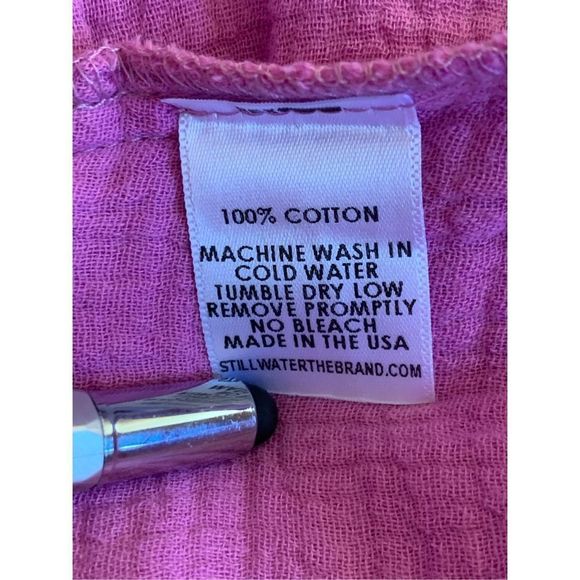 100% COTTON
MACHINE WASH IN
COLD WATER
TUMBLE DRY LOW
REMOVE PROMPTLY
NO BLEACH
MADE IN THE USA
STILLWATERTHEBRAND.COM